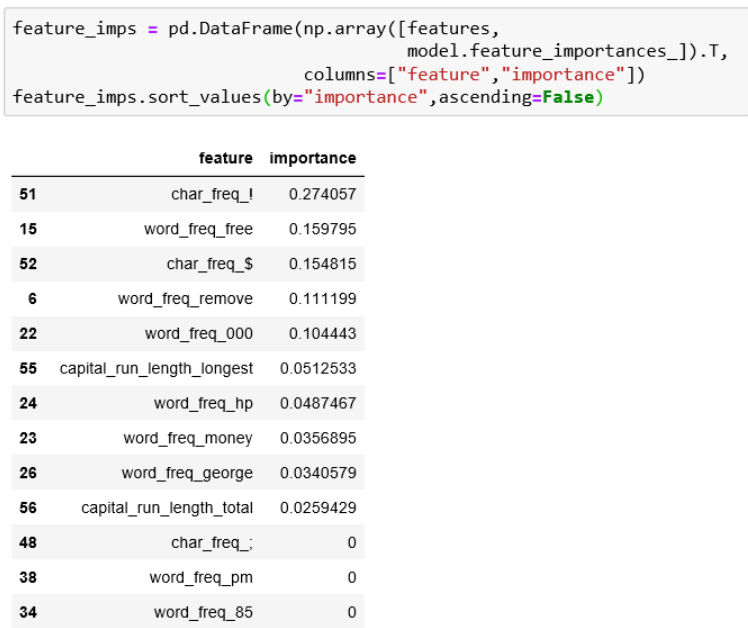 feature_imps = pd.DataFrame(np.array([features,
model.feature_importances_]).T,
columns=["feature","importance"])
feature_imps.sort_values(by="importance",ascending=False)
feature importance
51 char_freq_! 0.274057
15 word_freq_free 0.159795
52 char_freq_$ 0.154815
6 word_freq_remove 0.111199
22 word_freq_000 0.104443
55 capital_run_length_longest 0.0512533
24 word_freq_hp 0.0487467
23 word_freq_money 0.0356895
26 word_freq_george 0.0340579
56 capital_run_length_total 0.0259429
48 char_freq_; 0
38 word_freq_pm 0
34 word_freq_85 0